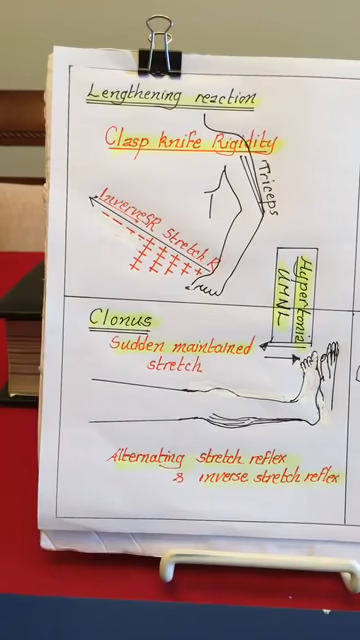 Lengthening reaction
Clasp knife Rigidity
Triceps
InverveSR Stretch R
- - - - - + + + + + +
Hypertonia
UMNL
Clonus
Sudden maintained
stretch
Alternating stretch reflex
& inverse stretch reflex